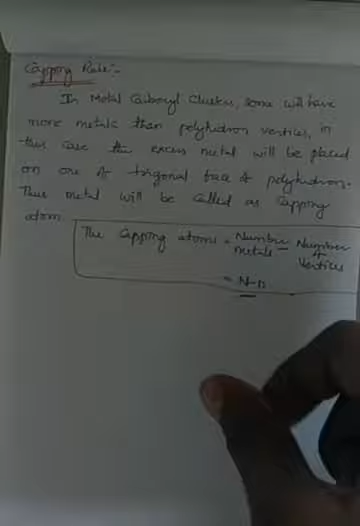 Capping Rule:-
In Metal Carbonyl Clusters, some will have
more metals than polyhedron vertices, in
this case the excess metal will be placed
on one of trigonal face of polyhedron.
Thus metal will be called as Capping
atom.
The Capping atoms = Number metals - Number of Vertices
= N-n